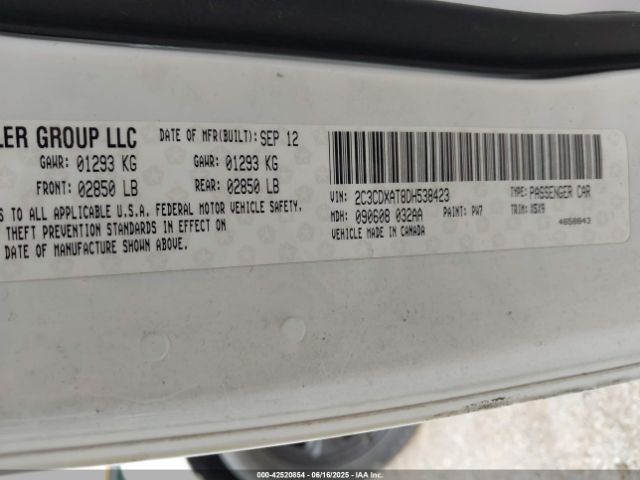 LER GROUP LLC DATE OF MFR(BUILT): SEP 12
GAWR: 01293 KG GAWR: 01293 KG
FRONT: 02850 LB REAR: 02850 LB
S TO ALL APPLICABLE U.S.A. FEDERAL MOTOR VEHICLE SAFETY,
THEFT PREVENTION STANDARDS IN EFFECT ON
DATE OF MANUFACTURE SHOWN ABOVE.
VIN: 2C3CDXAT8DH538423 TYPE: PASSENGER CAR
MDH: 090608 032AA PAINT: PW7 TRIM: X5X9
VEHICLE MADE IN CANADA 4658843
000-42520854 - 06/16/2025 - IAAI.COM